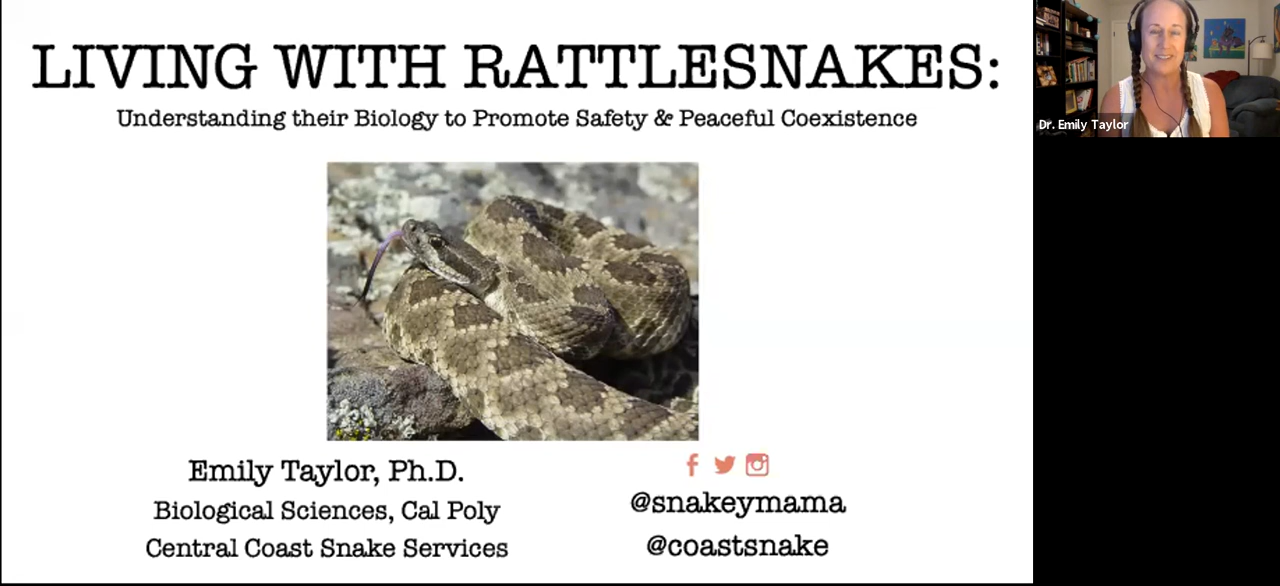 LIVING WITH RATTLESNAKES:
Understanding their Biology to Promote Safety & Peaceful Coexistence
Dr. Emily Taylor
Emily Taylor, Ph.D.
Biological Sciences, Cal Poly
Central Coast Snake Services
@snakeymama
@coastsnake